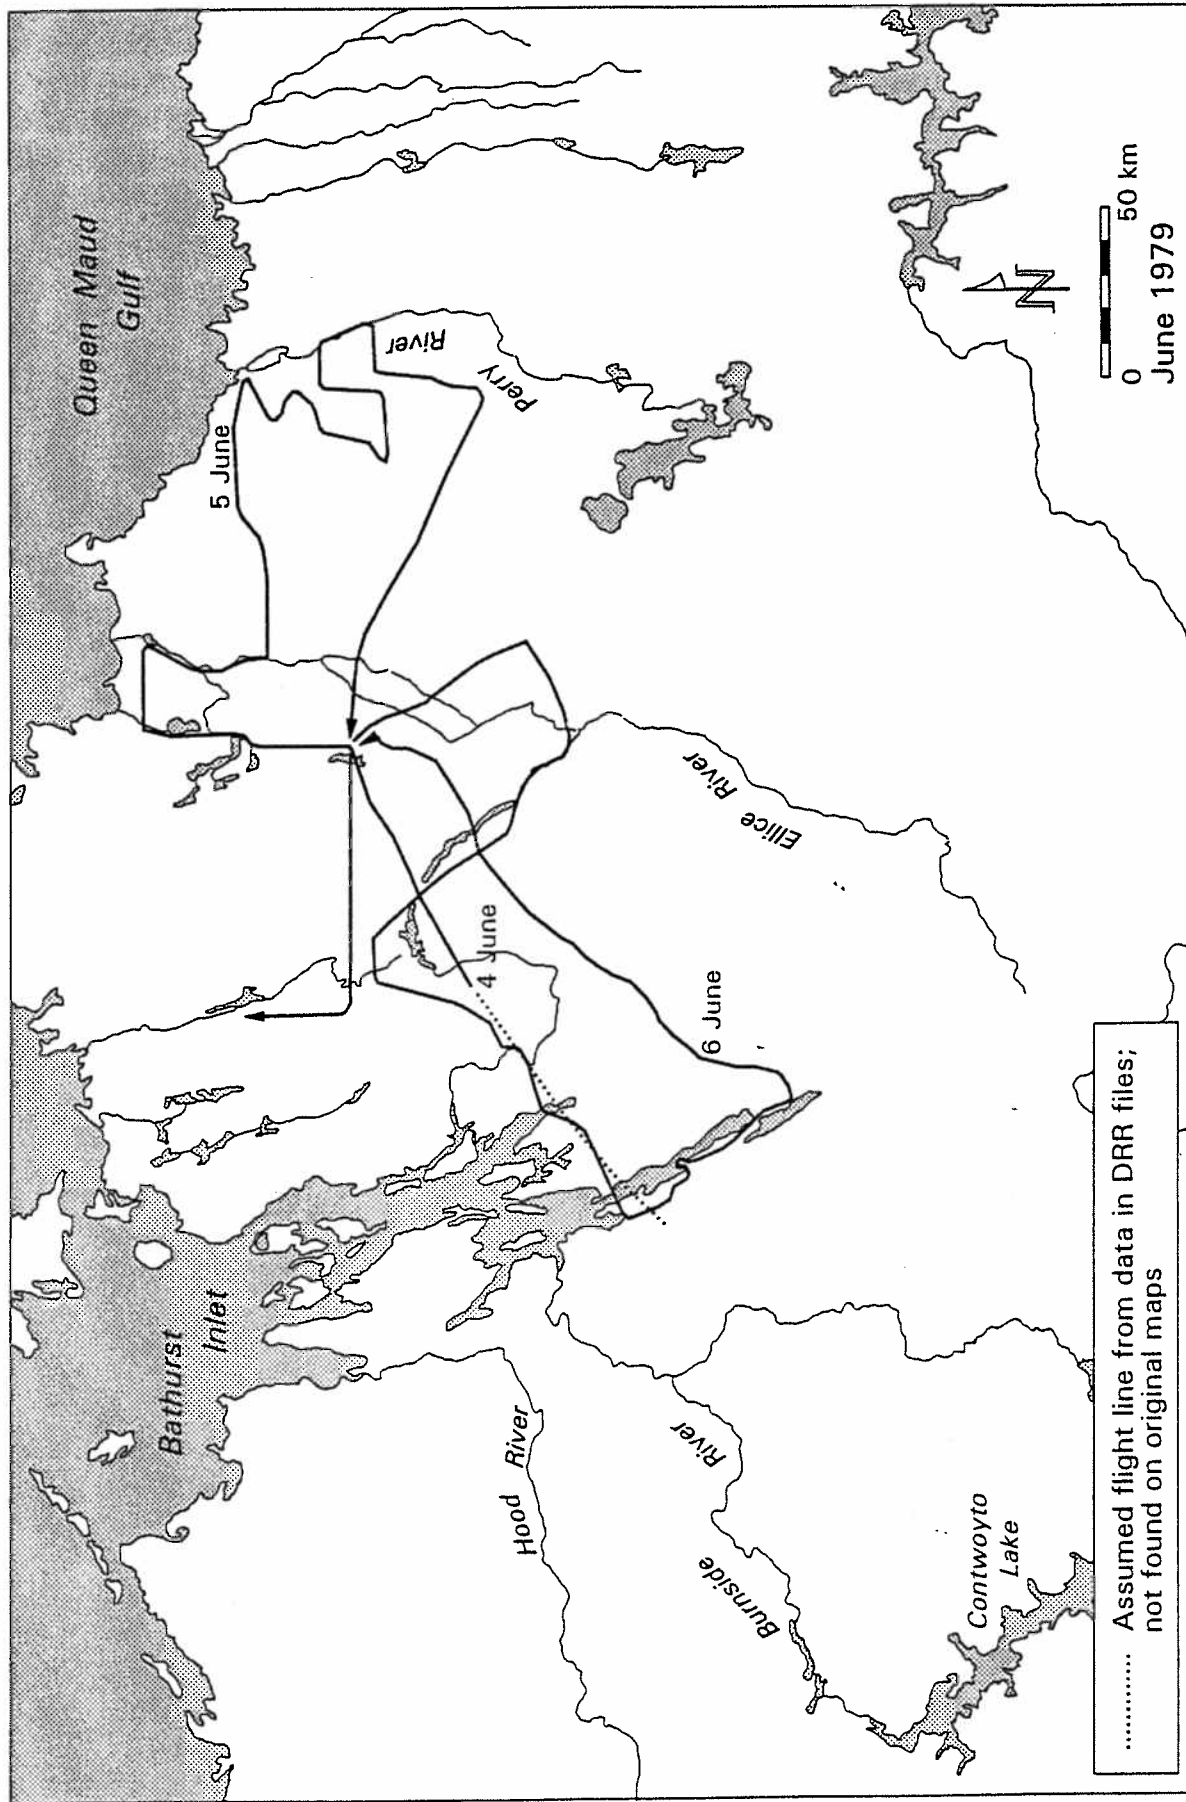 Queen Maud
Gulf
5 June
Perry
River
Bathurst
Inlet
4 June
Ellice River
6 June
Hood
River
Burnside
River
Contwoyto
Lake
N
0
50 km
June 1979
............ Assumed flight line from data in DRR files;
not found on original maps